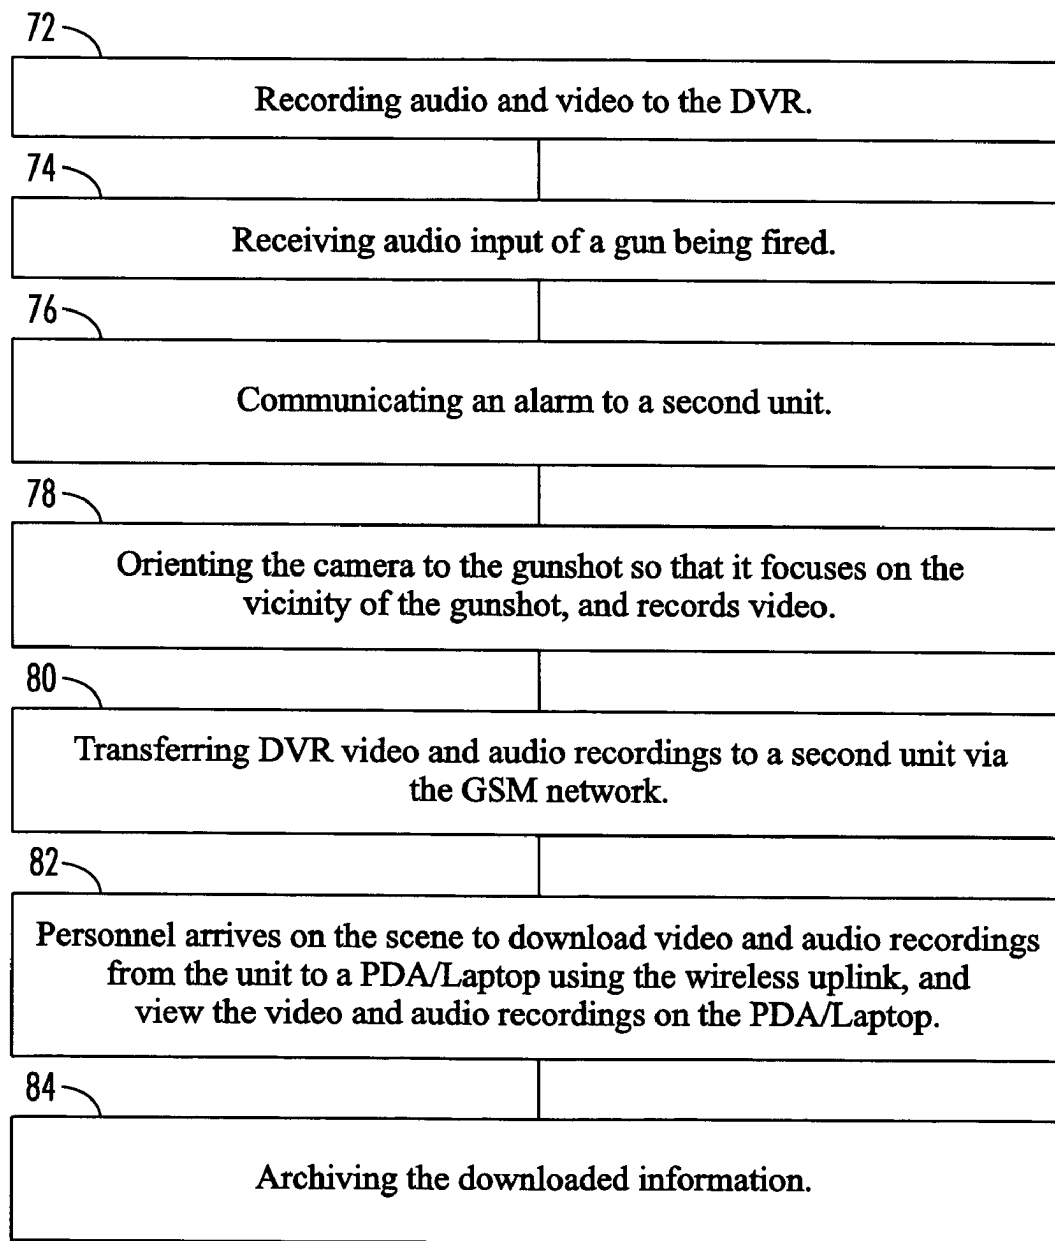 72
Recording audio and video to the DVR.
74
Receiving audio input of a gun being fired.
76
Communicating an alarm to a second unit.
78
Orienting the camera to the gunshot so that it focuses on the
vicinity of the gunshot, and records video.
80
Transferring DVR video and audio recordings to a second unit via
the GSM network.
82
Personnel arrives on the scene to download video and audio recordings
from the unit to a PDA/Laptop using the wireless uplink, and
view the video and audio recordings on the PDA/Laptop.
84
Archiving the downloaded information.